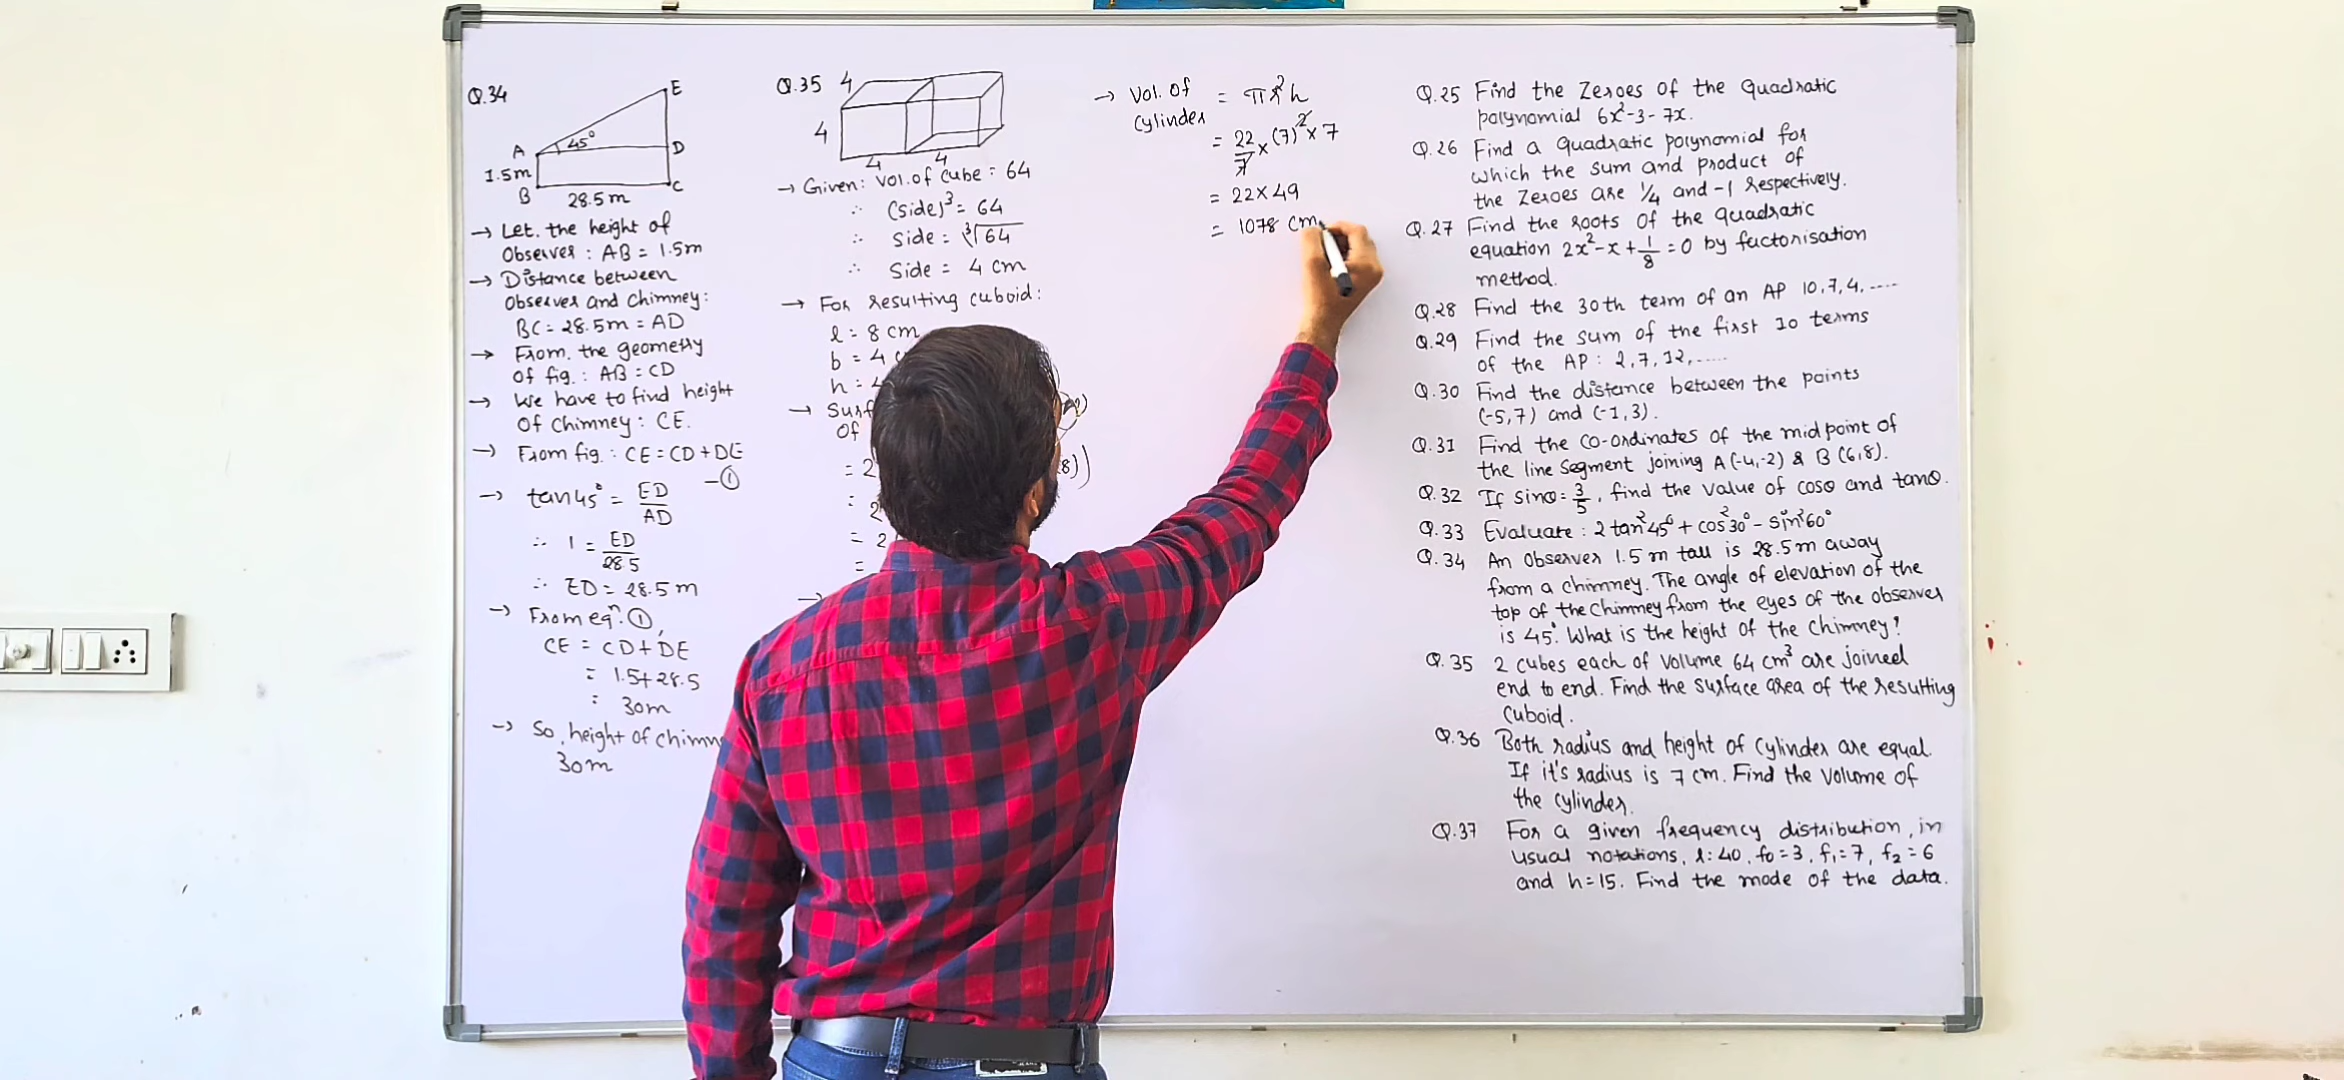 Q.34
E
A 45° D
1.5m
B C
28.5m
→ Let. the height of
Observer : AB = 1.5m
→ Distance between
Observer and Chimney:
BC = 28.5m = AD
→ From. the geometry
of fig. : AB = CD
→ We have to find height
Of Chimney : CE.
→ From fig. : CE = CD + DE
-①
→ tan45° = ED/AD
∴ 1 = ED/28.5
∴ ED = 28.5 m
→ From eqⁿ. ①,
CE = CD + DE
= 1.5+28.5
= 30m
→ So, height of
30m
Q.35 4
4
4 4
→ Given: Vol. of Cube = 64
∴ (side)³ = 64
∴ Side = ∛64
∴ Side = 4 cm
→ For resulting cuboid:
l = 8 cm
b = 4
h =
→
Of
= 2
= 2
= 2
=
→
8))
→ Vol. Of = πr²h
Cylinder
= 22/7 × (7)² × 7
= 22 × 49
= 1078 cm
Q.25 Find the Zeroes of the Quadratic
polynomial 6x²-3-7x.
Q.26 Find a Quadratic polynomial for
which the sum and product of
the Zeroes are ¼ and -1 respectively.
Q.27 Find the roots of the quadratic
equation 2x²-x+1/8=0 by factorisation
method.
Q.28 Find the 30th term of an AP 10,7,4,....
Q.29 Find the sum of the first 10 terms
of the AP : 2,7,12,.....
Q.30 Find the distance between the points
(-5,7) and (-1,3).
Q.31 Find the Co-ordinates of the midpoint of
the line segment joining A(-4,-2) & B(6,8).
Q.32 If sinθ = 3/5, find the value of cosθ and tanθ.
Q.33 Evaluate : 2tan²45°+cos²30°-sin²60°
Q.34 An Observer 1.5 m tall is 28.5m away
from a chimney. The angle of elevation of the
top of the Chimney from the eyes of the observer
is 45°. What is the height of the Chimney?
Q.35 2 cubes each of volume 64 cm³ are joined
end to end. Find the surface area of the resulting
cuboid.
Q.36 Both radius and height of Cylinder are equal.
If it's radius is 7 cm. Find the volume of
the cylinder.
Q.37 For a given frequency distribution, in
usual notations, l=40, f0=3, f₁=7, f₂=6
and h=15. Find the mode of the data.